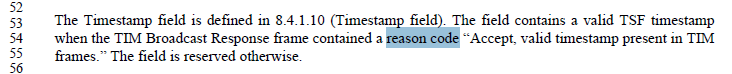 52
53 The Timestamp field is defined in 8.4.1.10 (Timestamp field). The field contains a valid TSF timestamp
54 when the TIM Broadcast Response frame contained a reason code “Accept, valid timestamp present in TIM
55 frames.” The field is reserved otherwise.
56